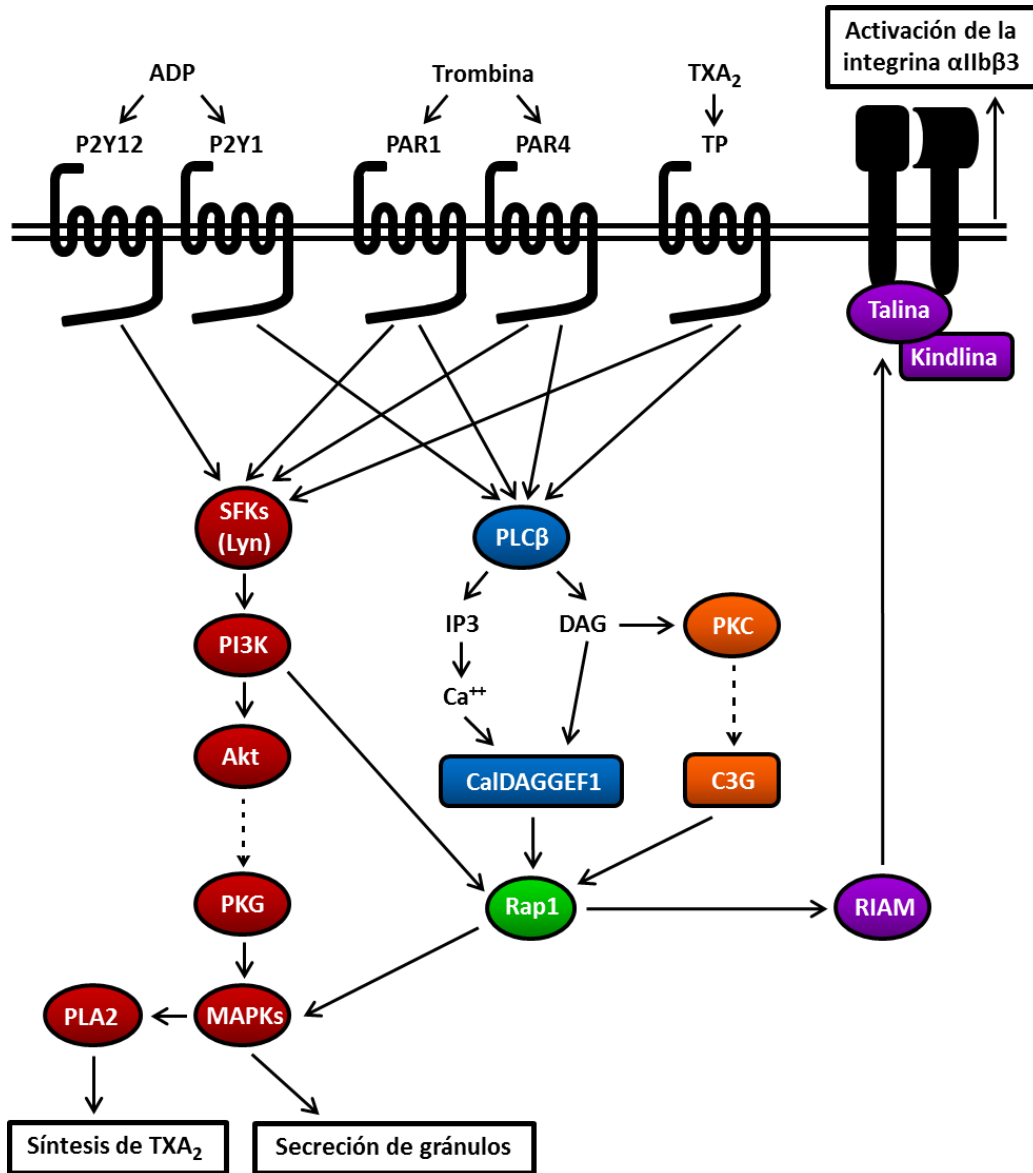 Activación de la
integrina αIIbβ3
ADP
Trombina
TXA₂
P2Y12
P2Y1
PAR1
PAR4
TP
Talina
Kindlina
SFKs
(Lyn)
PLCβ
PI3K
IP3
DAG
PKC
Ca⁺⁺
Akt
CalDAGGEF1
C3G
PKG
Rap1
RIAM
PLA2
MAPKs
Síntesis de TXA₂
Secreción de gránulos